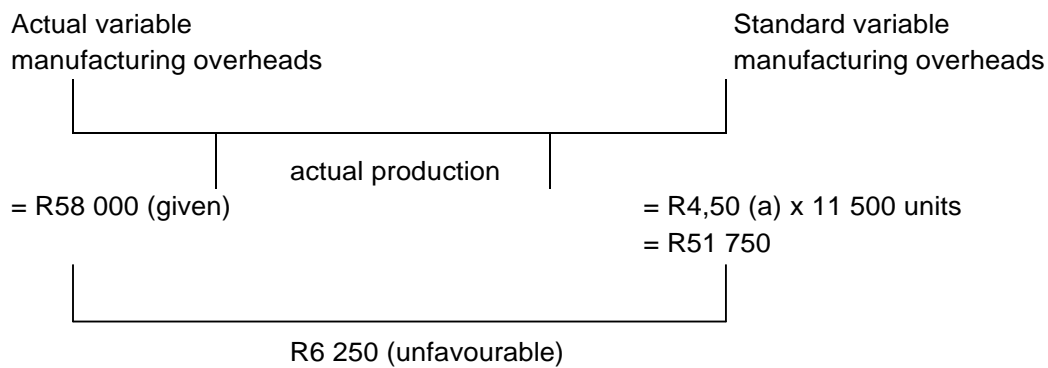 Actual variable
manufacturing overheads
Standard variable
manufacturing overheads
actual production
= R58 000 (given)
= R4,50 (a) x 11 500 units
= R51 750
R6 250 (unfavourable)